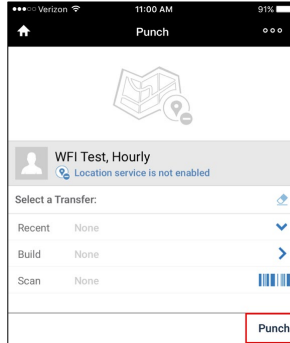 Verizon 11:00 AM 91%
Punch
WFI Test, Hourly
Location service is not enabled
Select a Transfer:
Recent None
Build None
Scan None
Punch